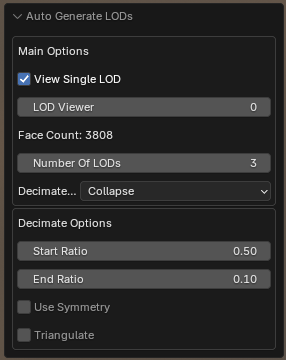 Auto Generate LODs
Main Options
View Single LOD
LOD Viewer 0
Face Count: 3808
Number Of LODs 3
Decimate... Collapse
Decimate Options
Start Ratio 0.50
End Ratio 0.10
Use Symmetry
Triangulate